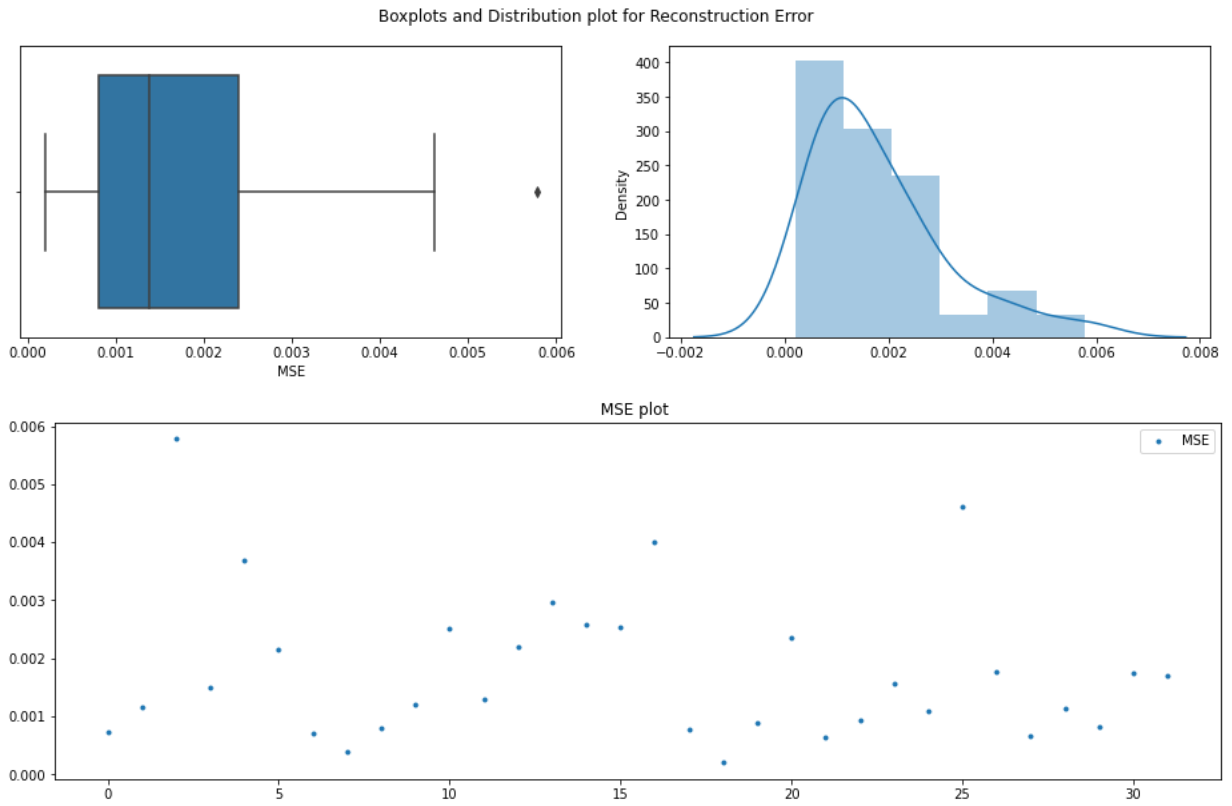 Boxplots and Distribution plot for Reconstruction Error
0.000 0.001 0.002 0.003 0.004 0.005 0.006
MSE
400
350
300
250
200
150
100
50
0
Density
−0.002 0.000 0.002 0.004 0.006 0.008
MSE plot
0.006
0.005
0.004
0.003
0.002
0.001
0.000
MSE
0 5 10 15 20 25 30